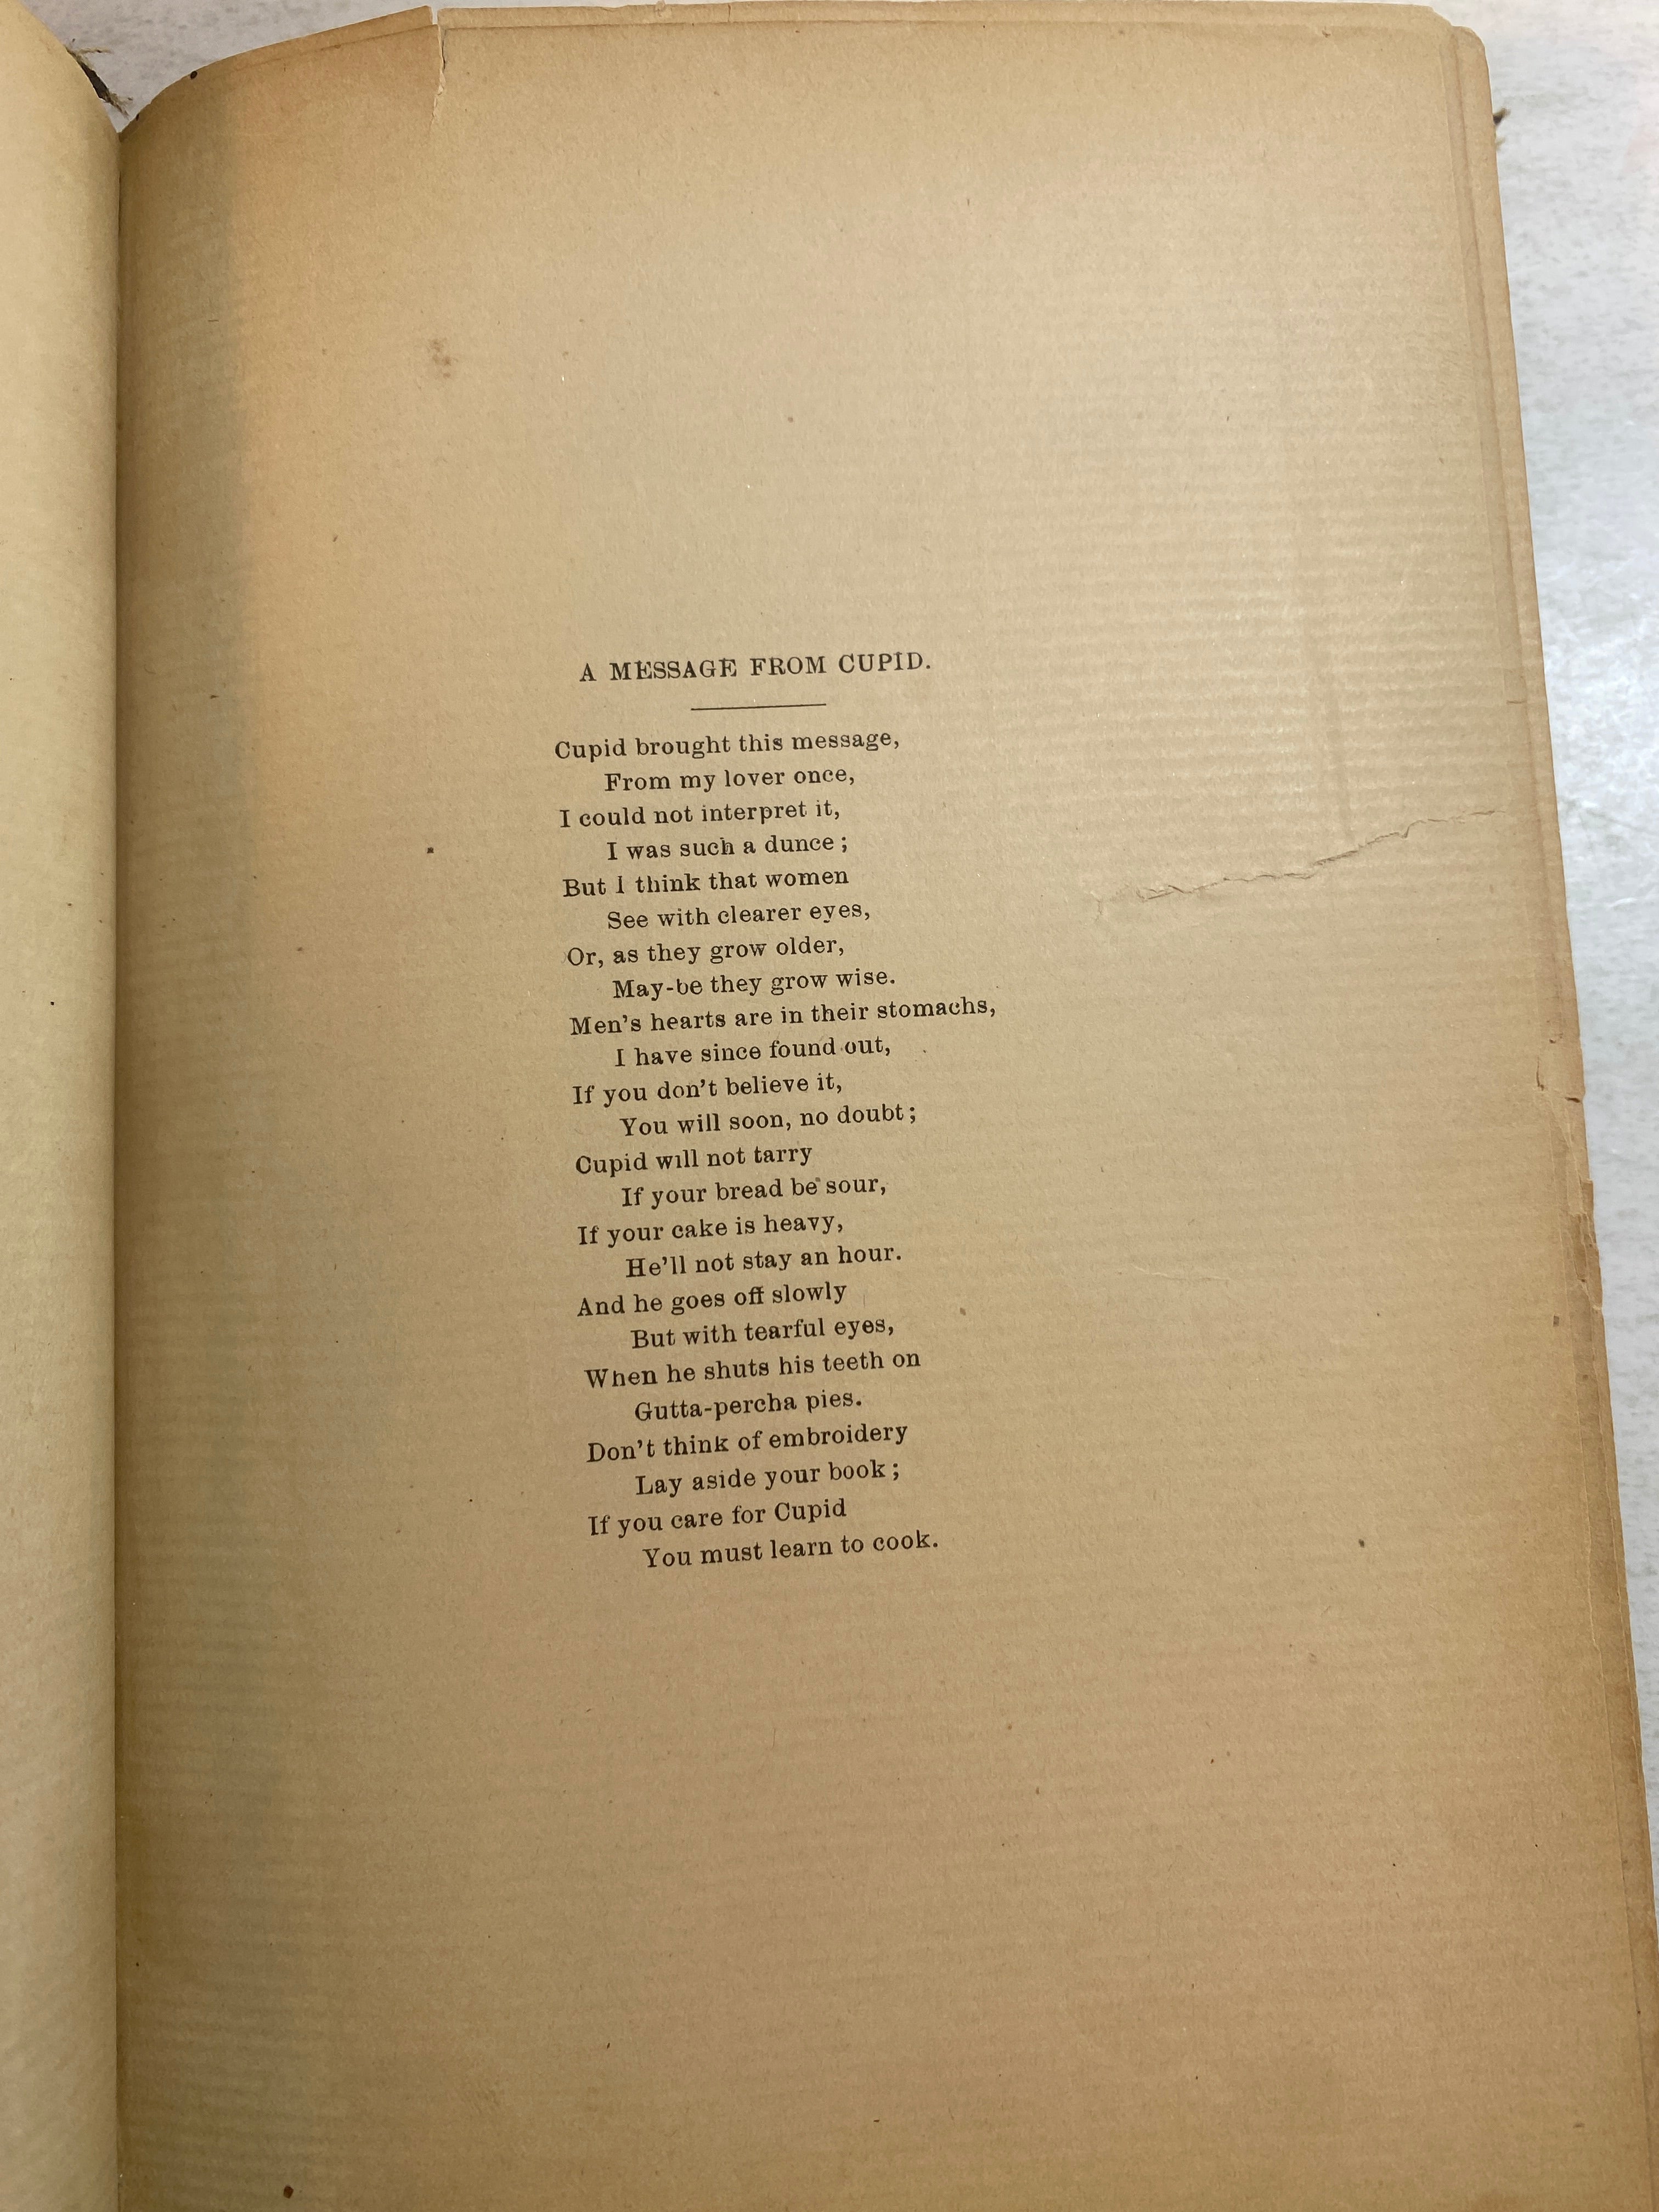 A MESSAGE FROM CUPID.
Cupid brought this message,
From my lover once,
I could not interpret it,
I was such a dunce;
But I think that women
See with clearer eyes,
Or, as they grow older,
May-be they grow wise.
Men's hearts are in their stomachs,
I have since found out,
If you don't believe it,
You will soon, no doubt;
Cupid will not tarry
If your bread be sour,
If your cake is heavy,
He'll not stay an hour.
And he goes off slowly
But with tearful eyes,
When he shuts his teeth on
Gutta-percha pies.
Don't think of embroidery
Lay aside your book;
If you care for Cupid
You must learn to cook.